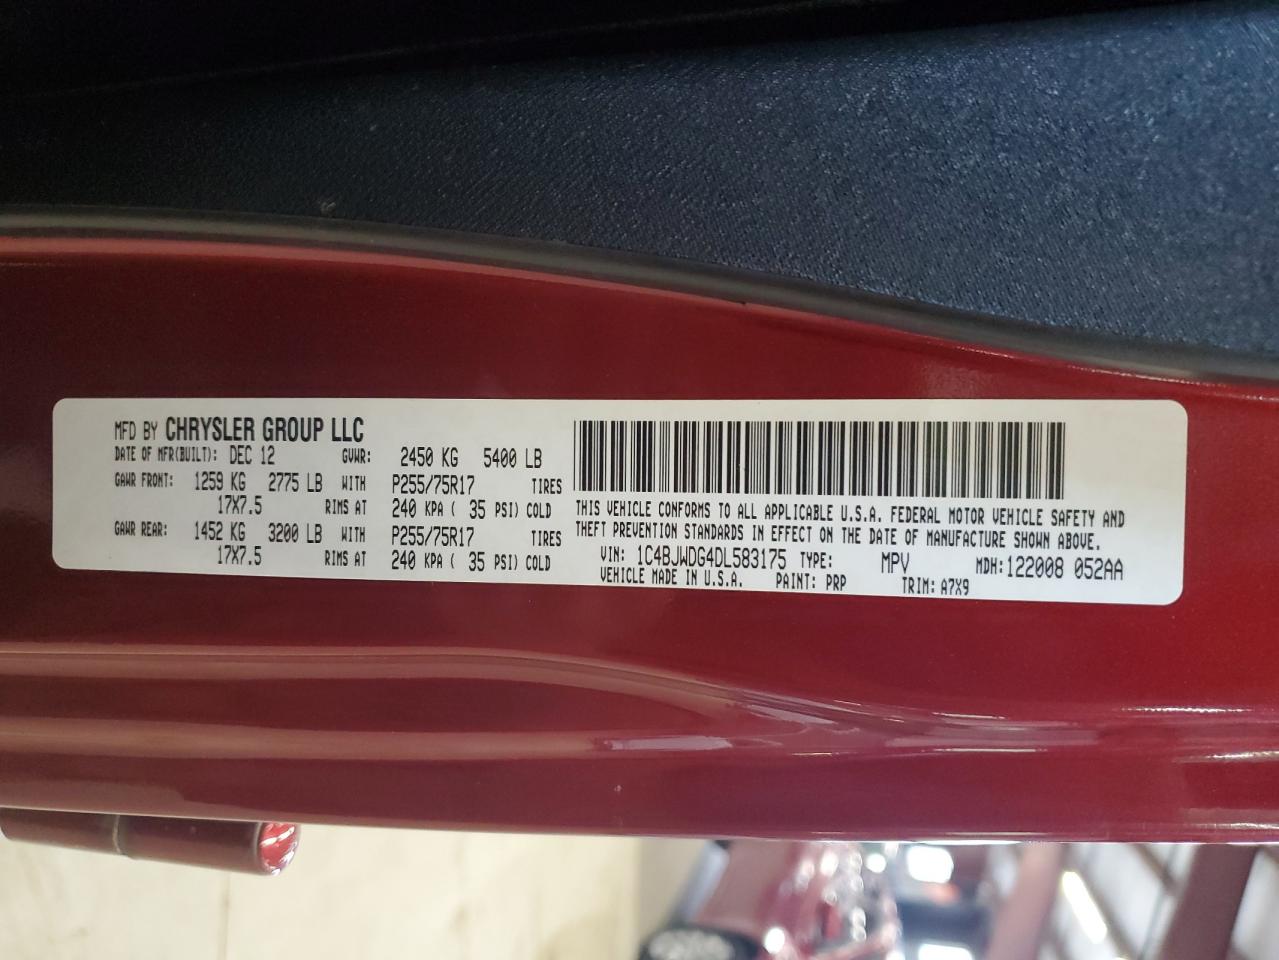 MFD BY CHRYSLER GROUP LLC
DATE OF MFR(BUILT): DEC 12 GVWR: 2450 KG 5400 LB
GAWR FRONT: 1259 KG 2775 LB WITH P255/75R17 TIRES
17X7.5 RIMS AT 240 KPA ( 35 PSI) COLD
GAWR REAR: 1452 KG 3200 LB WITH P255/75R17 TIRES
17X7.5 RIMS AT 240 KPA ( 35 PSI) COLD
THIS VEHICLE CONFORMS TO ALL APPLICABLE U.S.A. FEDERAL MOTOR VEHICLE SAFETY AND
THEFT PREVENTION STANDARDS IN EFFECT ON THE DATE OF MANUFACTURE SHOWN ABOVE.
VIN: 1C4BJWDG4DL583175 TYPE: MPV MDH: 122008 052AA
VEHICLE MADE IN U.S.A. PAINT: PRP TRIM: A7X9